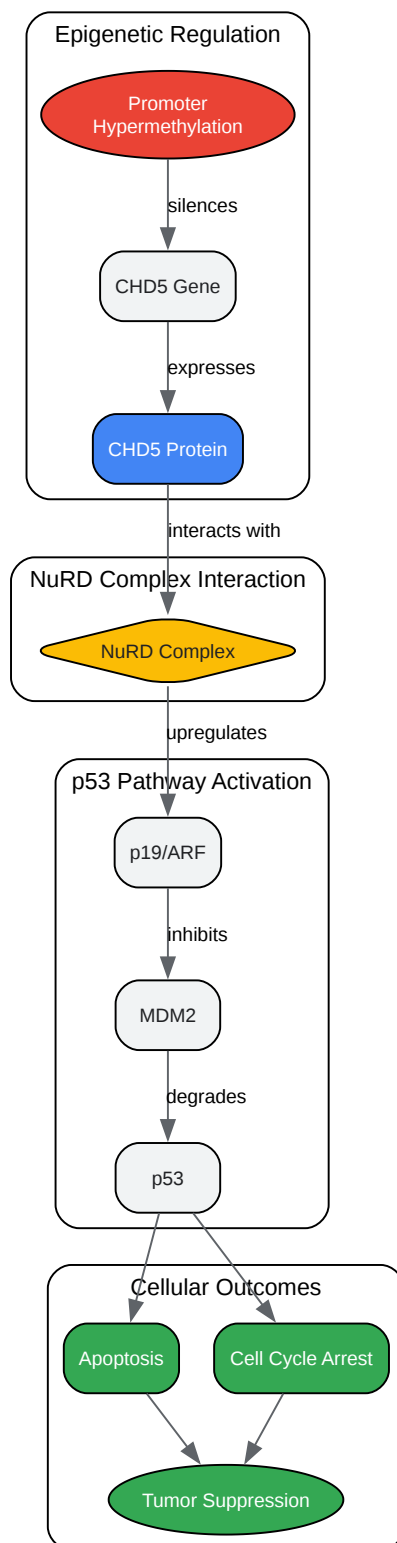 Epigenetic Regulation
Promoter
Hypermethylation
silences
CHD5 Gene
expresses
CHD5 Protein
interacts with
NuRD Complex Interaction
NuRD Complex
upregulates
p53 Pathway Activation
p19/ARF
inhibits
MDM2
degrades
p53
Cellular Outcomes
Apoptosis
Cell Cycle Arrest
Tumor Suppression